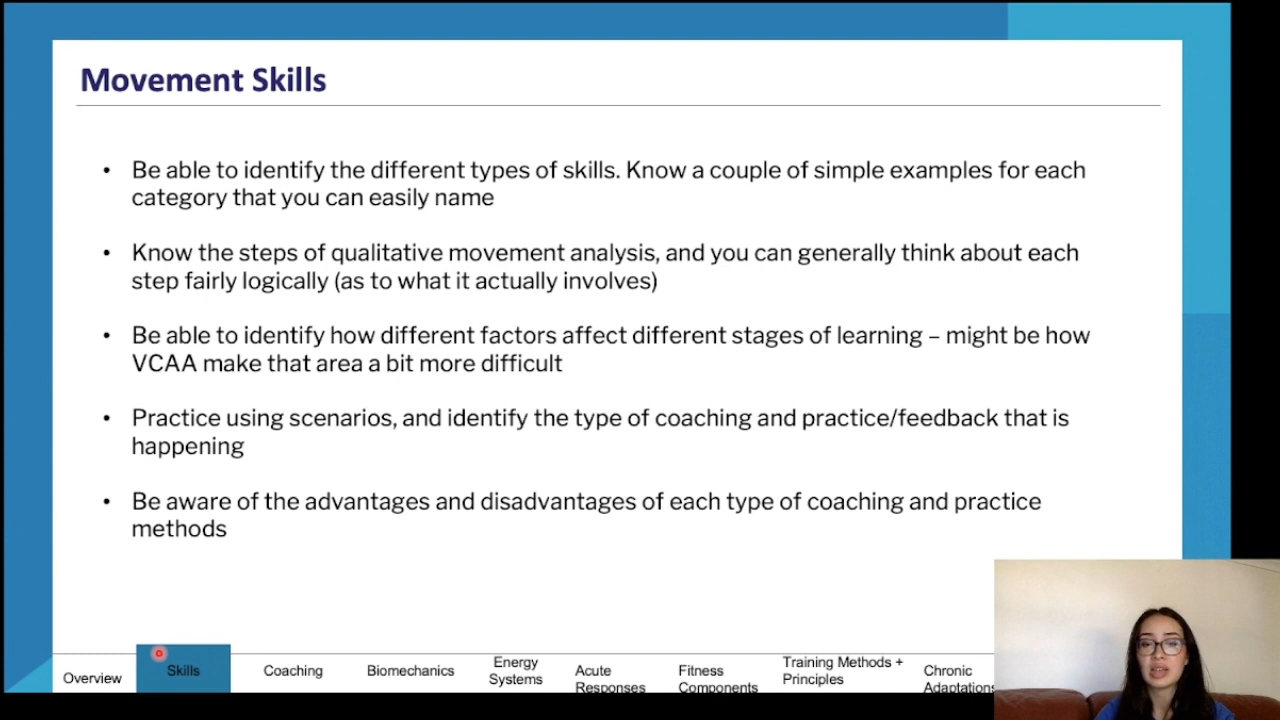 Movement Skills
• Be able to identify the different types of skills. Know a couple of simple examples for each
category that you can easily name
• Know the steps of qualitative movement analysis, and you can generally think about each
step fairly logically (as to what it actually involves)
• Be able to identify how different factors affect different stages of learning – might be how
VCAA make that area a bit more difficult
• Practice using scenarios, and identify the type of coaching and practice/feedback that is
happening
• Be aware of the advantages and disadvantages of each type of coaching and practice
methods
Overview
Skills
Coaching
Biomechanics
Energy
Systems
Acute
Responses
Fitness
Components
Training Methods +
Principles
Chronic
Adaptations